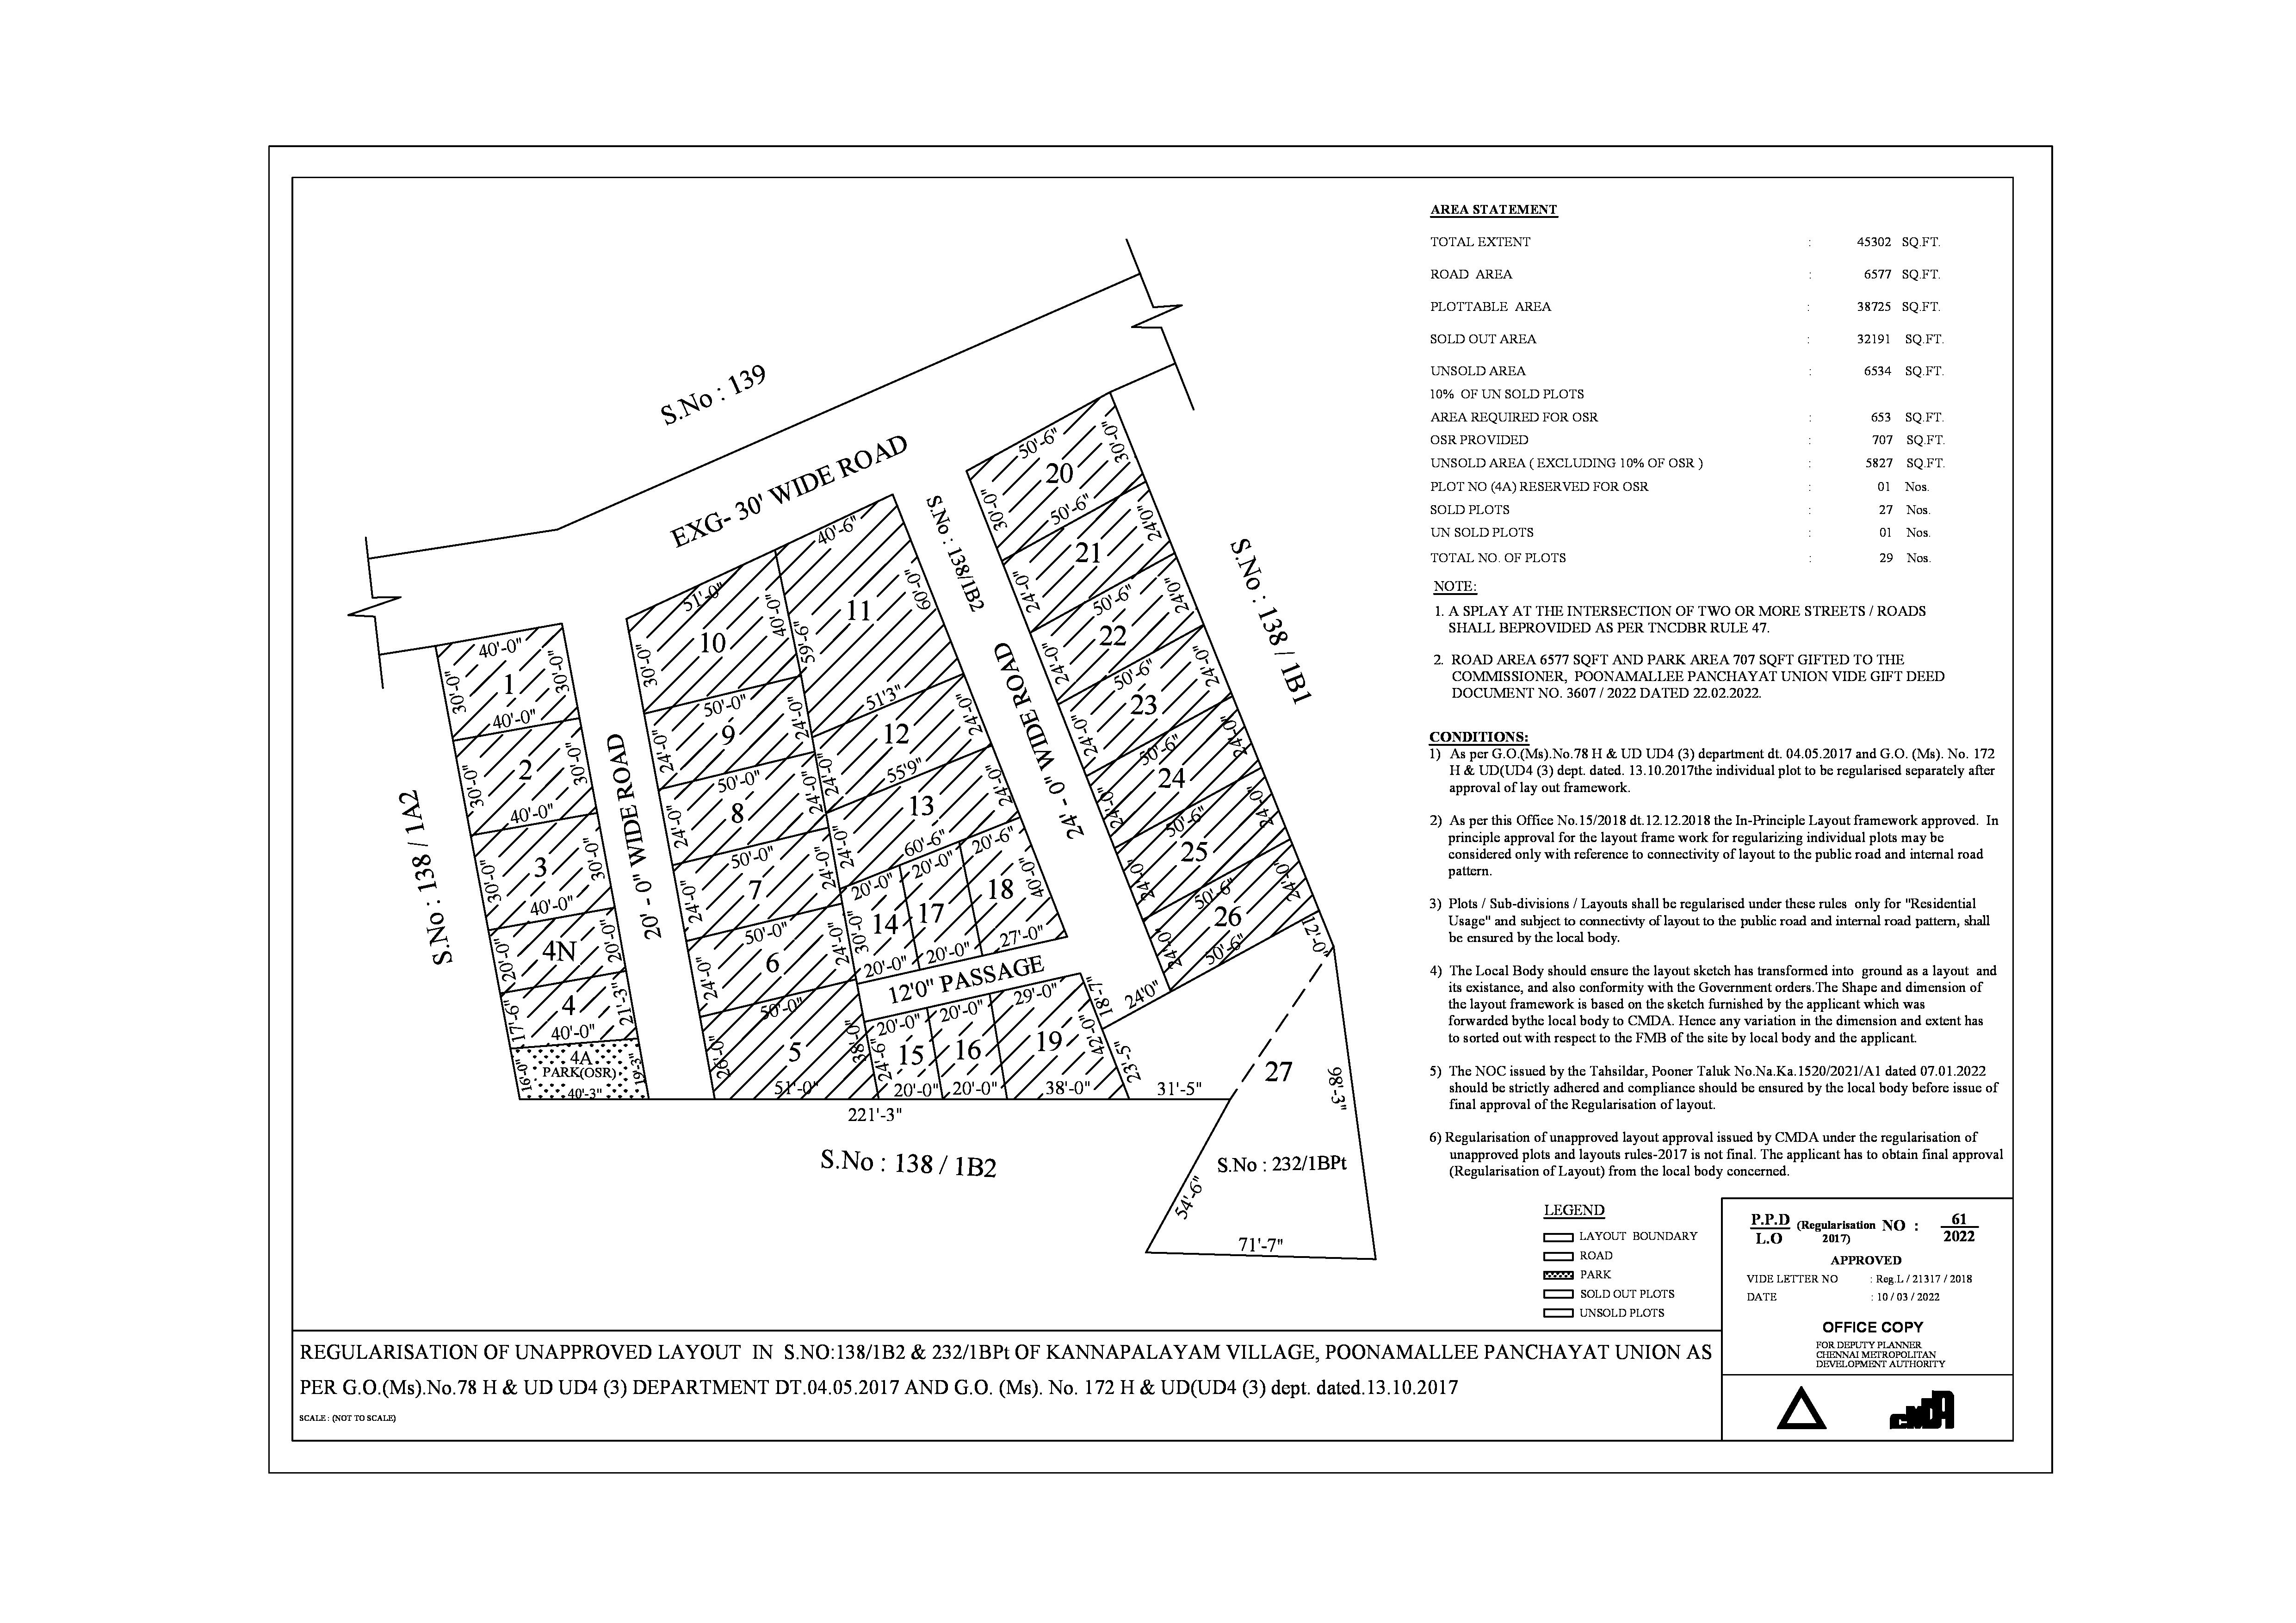 AREA STATEMENT
TOTAL EXTENT : 45302 SQ.FT.
ROAD AREA : 6577 SQ.FT.
PLOTTABLE AREA : 38725 SQ.FT.
SOLD OUT AREA : 32191 SQ.FT.
UNSOLD AREA : 6534 SQ.FT.
10% OF UN SOLD PLOTS
AREA REQUIRED FOR OSR : 653 SQ.FT.
OSR PROVIDED : 707 SQ.FT.
UNSOLD AREA ( EXCLUDING 10% OF OSR ) : 5827 SQ.FT.
PLOT NO (4A) RESERVED FOR OSR : 01 Nos.
SOLD PLOTS : 27 Nos.
UN SOLD PLOTS : 01 Nos.
TOTAL NO. OF PLOTS : 29 Nos.
NOTE:
1. A SPLAY AT THE INTERSECTION OF TWO OR MORE STREETS / ROADS
SHALL BEPROVIDED AS PER TNCDBR RULE 47.
2. ROAD AREA 6577 SQFT AND PARK AREA 707 SQFT GIFTED TO THE
COMMISSIONER, POONAMALLEE PANCHAYAT UNION VIDE GIFT DEED
DOCUMENT NO. 3607 / 2022 DATED 22.02.2022.
CONDITIONS:
1) As per G.O.(Ms).No.78 H & UD UD4 (3) department dt. 04.05.2017 and G.O. (Ms). No. 172
H & UD(UD4 (3) dept. dated. 13.10.2017the individual plot to be regularised separately after
approval of lay out framework.
2) As per this Office No.15/2018 dt.12.12.2018 the In-Principle Layout framework approved. In
principle approval for the layout frame work for regularizing individual plots may be
considered only with reference to connectivity of layout to the public road and internal road
pattern.
3) Plots / Sub-divisions / Layouts shall be regularised under these rules only for "Residential
Usage" and subject to connectivty of layout to the public road and internal road pattern, shall
be ensured by the local body.
4) The Local Body should ensure the layout sketch has transformed into ground as a layout and
its existance, and also conformity with the Government orders.The Shape and dimension of
the layout framework is based on the sketch furnished by the applicant which was
forwarded bythe local body to CMDA. Hence any variation in the dimension and extent has
to sorted out with respect to the FMB of the site by local body and the applicant.
5) The NOC issued by the Tahsildar, Pooner Taluk No.Na.Ka.1520/2021/A1 dated 07.01.2022
should be strictly adhered and compliance should be ensured by the local body before issue of
final approval of the Regularisation of layout.
6) Regularisation of unapproved layout approval issued by CMDA under the regularisation of
unapproved plots and layouts rules-2017 is not final. The applicant has to obtain final approval
(Regularisation of Layout) from the local body concerned.
S.No : 139
EXG- 30' WIDE ROAD
S.No : 138 / 1A2
20' - 0" WIDE ROAD
S.No : 138/1B2
24' - 0" WIDE ROAD
S.No : 138 / 1B1
40'-0"
30'-0" 1 30'-0"
40'-0"
30'-0" 2 30'-0"
40'-0"
30'-0" 3 30'-0"
40'-0"
20'-0" 4N 20'-0"
17'-6" 4 21'-3"
40'-0"
16'-0" 4A 19'-3"
PARK(OSR)
40'-3"
51'-0"
30'-0" 10 40'-0"
50'-0"
24'-0" 9 24'-0"
50'-0"
24'-0" 8 24'-0"
50'-0"
24'-0" 7 24'-0"
50'-0"
24'-0" 6 24'-0"
50'-0"
26'-0" 5 38'-0"
51'-0"
40'-6"
59'-6" 11 60'-0"
51'3"
24'-0" 12 24'-0"
55'9"
24'-0" 13 24'-0"
60'-6"
20'-0" 20'-0" 20'-6"
30'-0" 14 17 18 40'-0"
20'-0" 20'-0" 27'-0"
12'0" PASSAGE
20'-0" 20'-0" 29'-0" 18'-7"
24'-6" 15 16 19 42'-0" 23'-5"
20'-0" 20'-0" 38'-0"
50'-6"
30'-0" 20 30'-0"
50'-6"
24'-0" 21 24'0"
50'-6"
24'-0" 22 24'0"
50'-6"
24'-0" 23 24'-0"
50'-6"
24'-0" 24 24'-0"
50'-6"
24'-0" 25 24'-0"
50'-6"
24'-0" 26 24'-0"
50'-6"
12'-0"
24'0"
31'-5"
27
98'-3"
221'-3"
S.No : 138 / 1B2
S.No : 232/1BPt
54'-6"
71'-7"
LEGEND
LAYOUT BOUNDARY
ROAD
PARK
SOLD OUT PLOTS
UNSOLD PLOTS
P.P.D
L.O
(Regularisation
2017)
NO :
61
2022
APPROVED
VIDE LETTER NO : Reg.L / 21317 / 2018
DATE : 10 / 03 / 2022
OFFICE COPY
FOR DEPUTY PLANNER
CHENNAI METROPOLITAN
DEVELOPMENT AUTHORITY
CMDA
REGULARISATION OF UNAPPROVED LAYOUT IN S.NO:138/1B2 & 232/1BPt OF KANNAPALAYAM VILLAGE, POONAMALLEE PANCHAYAT UNION AS
PER G.O.(Ms).No.78 H & UD UD4 (3) DEPARTMENT DT.04.05.2017 AND G.O. (Ms). No. 172 H & UD(UD4 (3) dept. dated.13.10.2017
SCALE : (NOT TO SCALE)